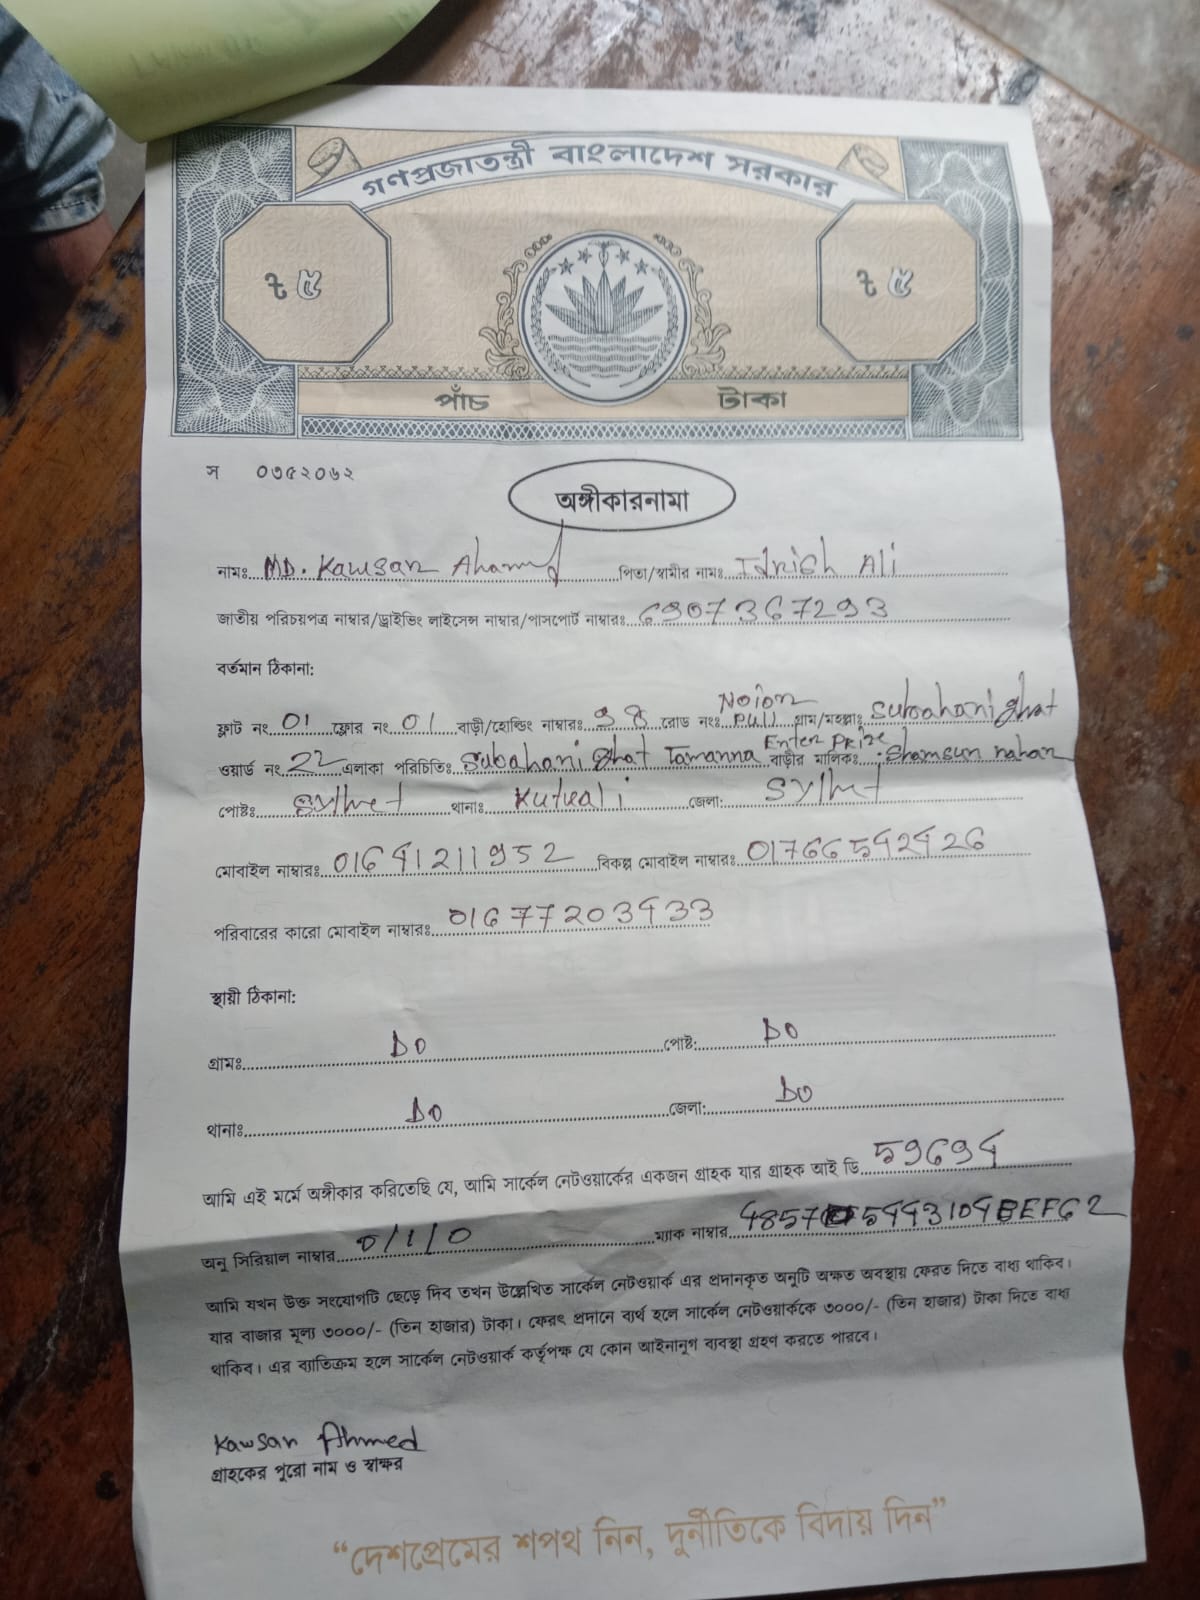 গণপ্রজাতন্ত্রী বাংলাদেশ সরকার
৳ ৫ ৳ ৫
পাঁচ টাকা
স ০৩৫২০৬২
অঙ্গীকারনামা
নামঃ MD. Kawsar Ahamed পিতা/স্বামীর নামঃ Idrish Ali
জাতীয় পরিচয়পত্র নাম্বার/ড্রাইভিং লাইসেন্স নাম্বার/পাসপোর্ট নাম্বারঃ 6907367293
বর্তমান ঠিকানা:
ফ্লাট নং 01 ফ্লোর নং 01 বাড়ী/হোল্ডিং নাম্বারঃ রোড নংঃ Noion Pull গ্রাম/মহল্লাঃ Subahanighat
ওয়ার্ড নং 22 এলাকা পরিচিতিঃ Subahanighat Tamanna Enter Prize বাড়ীর মালিকঃ Shamsun nahar
পোষ্টঃ Sylhet থানাঃ Kutuali জেলা: Sylhet
মোবাইল নাম্বারঃ 01641211952 বিকল্প মোবাইল নাম্বারঃ 01766542426
পরিবারের কারো মোবাইল নাম্বারঃ 01677203433
স্থায়ী ঠিকানা:
গ্রামঃ DO পোষ্ট: DO
থানাঃ DO জেলা: DO
আমি এই মর্মে অঙ্গীকার করিতেছি যে, আমি সার্কেল নেটওয়ার্কের একজন গ্রাহক যার গ্রাহক আই ডি 59694
অনু সিরিয়াল নাম্বার 0/1/0 ম্যাক নাম্বার
আমি যখন উক্ত সংযোগটি ছেড়ে দিব তখন উল্লেখিত সার্কেল নেটওয়ার্ক এর প্রদানকৃত অনুটি অক্ষত অবস্থায় ফেরত দিতে বাধ্য থাকিব।
যার বাজার মূল্য ৩০০০/- (তিন হাজার) টাকা। ফেরৎ প্রদানে ব্যর্থ হলে সার্কেল নেটওয়ার্ককে ৩০০০/- (তিন হাজার) টাকা দিতে বাধ্য
থাকিব। এর ব্যাতিক্রম হলে সার্কেল নেটওয়ার্ক কর্তৃপক্ষ যে কোন আইনানুগ ব্যবস্থা গ্রহণ করতে পারবে।
Kawsar Ahmed
গ্রাহকের পুরো নাম ও স্বাক্ষর
“দেশপ্রেমের শপথ নিন, দুর্নীতিকে বিদায় দিন”